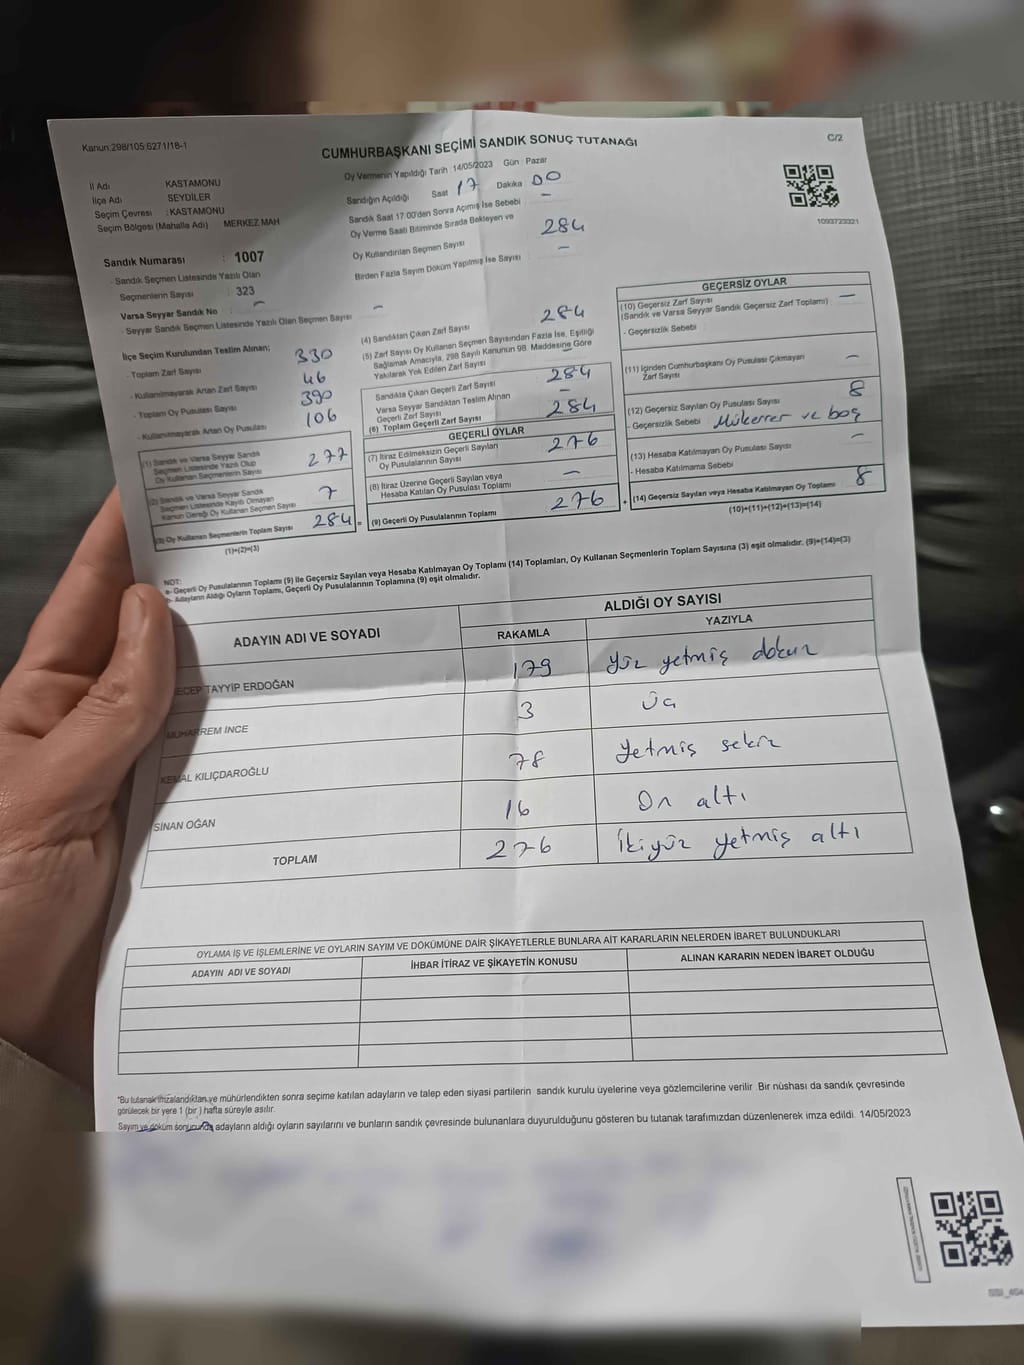 Kanun:298/105;6271/18-1
C/2
CUMHURBAŞKANI SEÇİMİ SANDIK SONUÇ TUTANAĞI
Oy Vermenin Yapıldığı Tarih 14/05/2023 Gün Pazar
1093723321
İl Adı KASTAMONU
İlçe Adı SEYDİLER
Seçim Çevresi : KASTAMONU
Seçim Bölgesi (Mahalle Adı) MERKEZ MAH
Sandık Numarası : 1007
- Sandık Seçmen Listesinde Yazılı Olan
Seçmenlerin Sayısı : 323
Varsa Seyyar Sandık No : –
- Seyyar Sandık Seçmen Listesinde Yazılı Olan Seçmen Sayısı –
Sandığın Açıldığı Saat 17 Dakika 00
Sandık Saat 17 00'den Sonra Açımış İse Sebebi –
Oy Verme Saati Bitiminde Sırada Bekleyen ve
Oy Kullandırılan Seçmen Sayısı 284
Birden Fazla Sayım Döküm Yapılmış İse Sayısı –
İlçe Seçim Kurulundan Teslim Alınan;
- Toplam Zarf Sayısı 330
- Kullanılmayarak Artan Zarf Sayısı 46
- Toplam Oy Pusulası Sayısı 390
- Kullanılmayarak Artan Oy Pusulası 106
(1) Sandık ve Varsa Seyyar Sandık
Seçmen Listesinde Yazılı Olup
Oy Kullanan Seçmenlerin Sayısı 277
(2) Sandık ve Varsa Seyyar Sandık
Seçmen Listesinde Kayıtlı Olmayan
Kanun Gereği Oy Kullanan Seçmen Sayısı 7
(3) Oy Kullanan Seçmenlerin Toplam Sayısı 284
(1)+(2)=(3)
(4) Sandıktan Çıkan Zarf Sayısı 284
(5) Zarf Sayısı Oy Kullanan Seçmen Sayısından Fazla İse, Eşitliği
Sağlamak Amacıyla, 298 Sayılı Kanunun 98. Maddesine Göre
Yakılarak Yok Edilen Zarf Sayısı –
Sandıkta Çıkan Geçerli Zarf Sayısı 284
Varsa Seyyar Sandıktan Teslim Alınan
Geçerli Zarf Sayısı –
(6) Toplam Geçerli Zarf Sayısı 284
GEÇERLİ OYLAR
(7) İtiraz Edilmeksizin Geçerli Sayılan
Oy Pusulalarının Sayısı 276
(8) İtiraz Üzerine Geçerli Sayılan veya
Hesaba Katılan Oy Pusulası Toplamı –
= (9) Geçerli Oy Pusulalarının Toplamı 276
GEÇERSİZ OYLAR
(10) Geçersiz Zarf Sayısı –
(Sandık ve Varsa Seyyar Sandık Geçersiz Zarf Toplamı)
- Geçersizlik Sebebi :
(11) İçinden Cumhurbaşkanı Oy Pusulası Çıkmayan
Zarf Sayısı –
(12) Geçersiz Sayılan Oy Pusulası Sayısı 8
- Geçersizlik Sebebi Mükerrer ve boş
(13) Hesaba Katılmayan Oy Pusulası Sayısı –
- Hesaba Katılmama Sebebi
+ (14) Geçersiz Sayılan veya Hesaba Katılmayan Oy Toplamı 8
(10)+(11)+(12)+(13)=(14)
NOT:
a- Geçerli Oy Pusulalarının Toplamı (9) ile Geçersiz Sayılan veya Hesaba Katılmayan Oy Toplamı (14) Toplamları, Oy Kullanan Seçmenlerin Toplam Sayısına (3) eşit olmalıdır. (9)+(14)=(3)
b- Adayların Aldığı Oyların Toplamı, Geçerli Oy Pusulalarının Toplamına (9) eşit olmalıdır.
ADAYIN ADI VE SOYADI
ALDIĞI OY SAYISI
RAKAMLA YAZIYLA
ECEP TAYYİP ERDOĞAN 179 yüz yetmiş dokuz
MUHARREM İNCE 3 Üç
KEMAL KILIÇDAROĞLU 78 Yetmiş sekiz
SİNAN OĞAN 16 On altı
TOPLAM 276 İkiyüz yetmiş altı
OYLAMA İŞ VE İŞLEMLERİNE VE OYLARIN SAYIM VE DÖKÜMÜNE DAİR ŞİKAYETLERLE BUNLARA AİT KARARLARIN NELERDEN İBARET BULUNDUKLARI
ADAYIN ADI VE SOYADI İHBAR İTİRAZ VE ŞİKAYETİN KONUSU ALINAN KARARIN NEDEN İBARET OLDUĞU
*Bu tutanak imzalandıktan ve mühürlendikten sonra seçime katılan adayların ve talep eden siyasi partilerin sandık kurulu üyelerine veya gözlemcilerine verilir Bir nüshası da sandık çevresinde
görülecek bir yere 1 (bir ) hafta süreyle asılır.
Sayım ve döküm sonucunda adayların aldığı oyların sayılarını ve bunların sandık çevresinde bulunanlara duyurulduğunu gösteren bu tutanak tarafımızdan düzenlenerek imza edildi. 14/05/2023